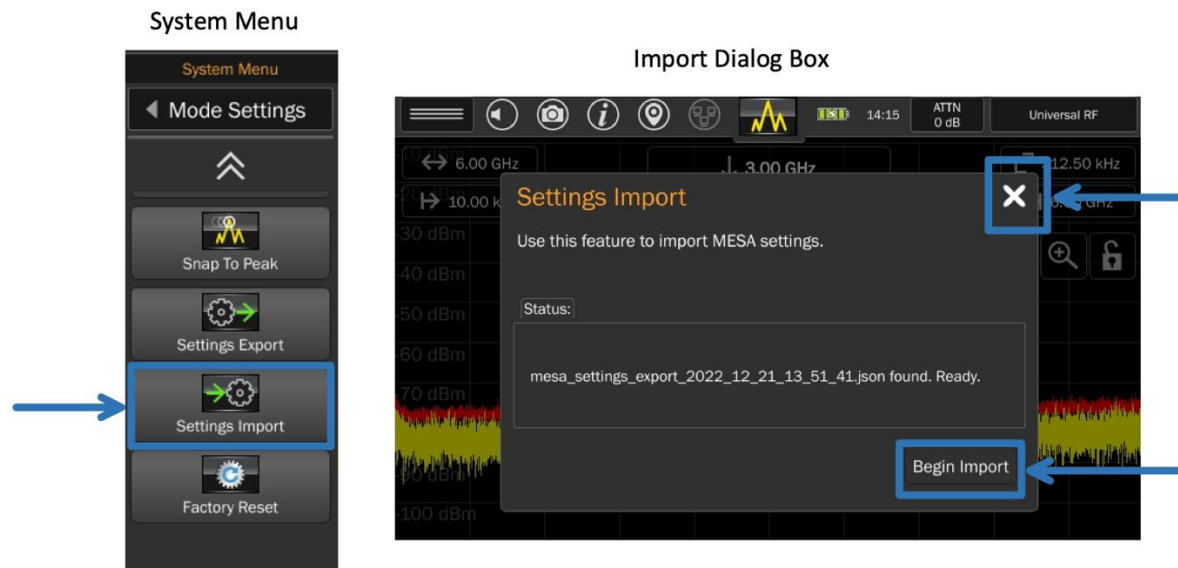 System Menu
System Menu
Mode Settings
Snap To Peak
Settings Export
Settings Import
Factory Reset
Import Dialog Box
14:15
ATTN
0 dB
Universal RF
6.00 GHz
3.00 GHz
12.50 kHz
10.00 k
GHz
Settings Import
Use this feature to import MESA settings.
Status:
mesa_settings_export_2022_12_21_13_51_41.json found. Ready.
Begin Import
-30 dBm
-40 dBm
-50 dBm
-60 dBm
-70 dBm
-100 dBm